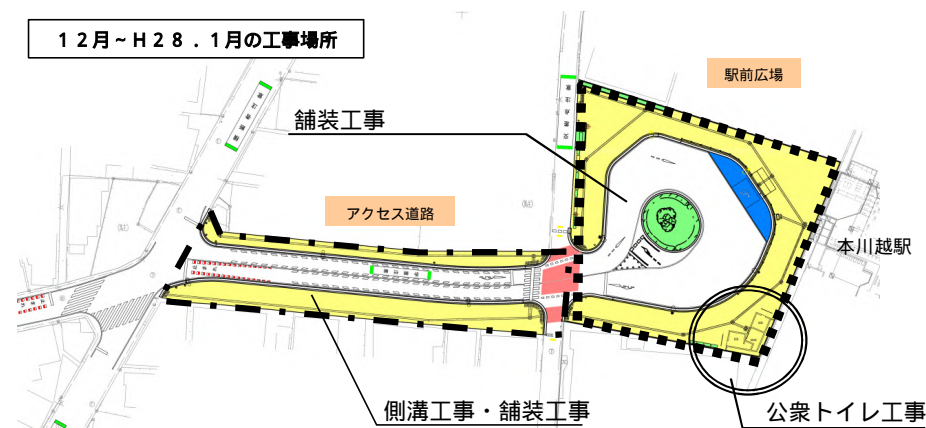 １２月～Ｈ２８．１月の工事場所
駅前広場
舗装工事
アクセス道路
本川越駅
側溝工事・舗装工事
公衆トイレ工事